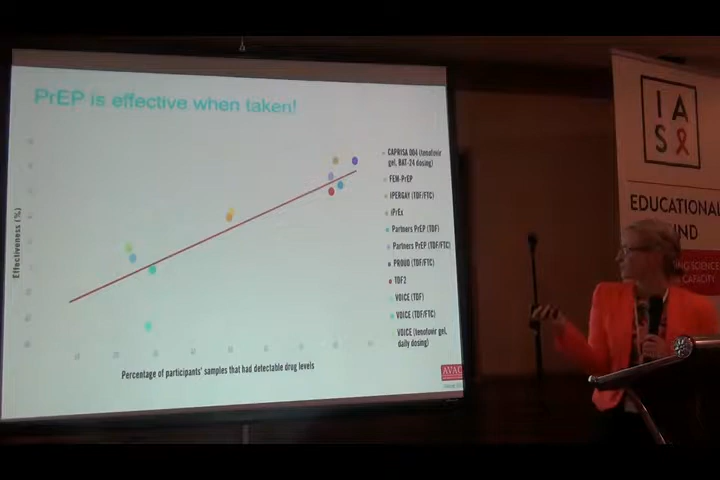 PrEP is effective when taken!
Effectiveness (%)
CAPRISA 004 (tenofovir
gel, BAT-24 dosing)
FEM-PrEP
IPERGAY (TDF/FTC)
iPrEx
Partners PrEP (TDF)
Partners PrEP (TDF/FTC)
PROUD (TDF/FTC)
TDF2
VOICE (TDF)
VOICE (TDF/FTC)
VOICE (tenofovir gel,
daily dosing)
Percentage of participants' samples that had detectable drug levels
AVAC
IA
S
EDUCATIONAL
CAPACITY